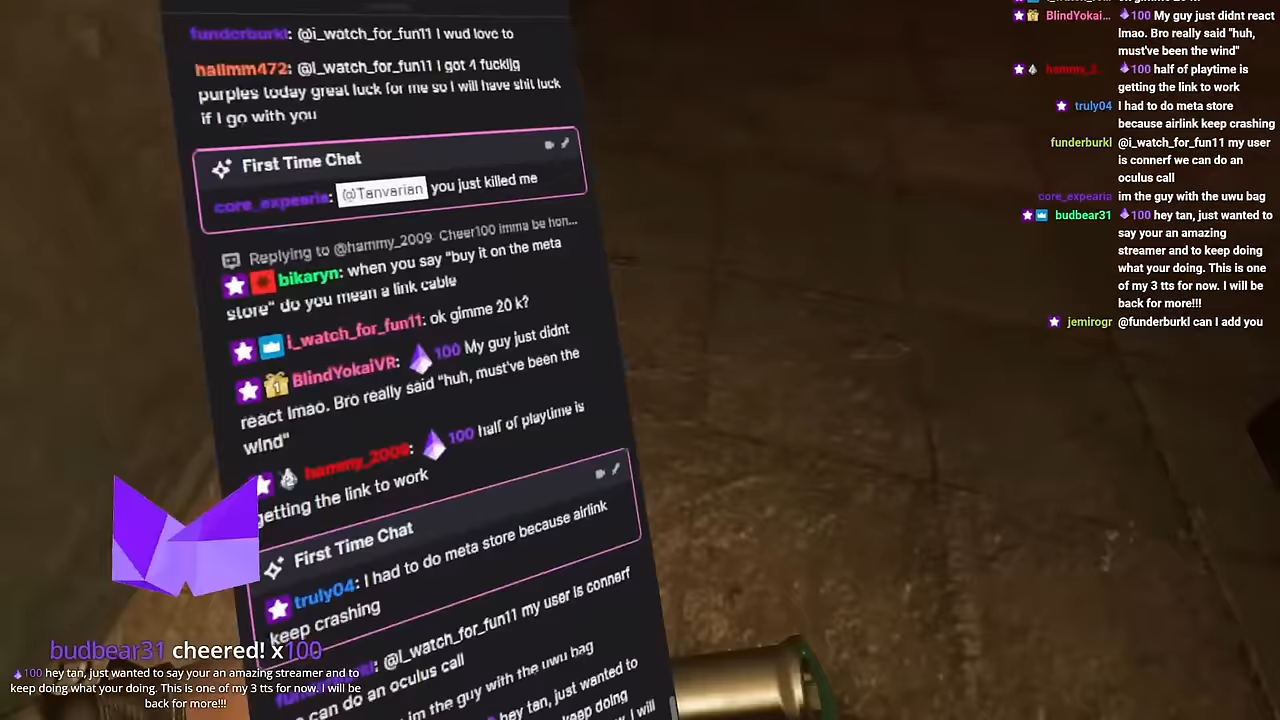 funderburkl: @i_watch_for_fun11 I wud love to
hallmm472: @i_watch_for_fun11 I got 4 fuckijg
purples today great luck for me so I will have shit luck
if I go with you
First Time Chat
core_expearia: @Tanvarian you just killed me
Replying to @hammy_2009 Cheer100 imma be hon...
bikaryn: when you say "buy it on the meta
store" do you mean a link cable
i_watch_for_fun11: ok gimme 20 k?
BlindYokaiVR: 100 My guy just didnt
react lmao. Bro really said "huh, must've been the
wind"
hammy_2009: 100 half of playtime is
getting the link to work
First Time Chat
truly04: I had to do meta store because airlink
keep crashing
@i_watch_for_fun11 my user is connerf
can do an oculus call
im the guy with the uwu bag
hey tan, just wanted to
keep doing
I will
budbear31 cheered! x100
100 hey tan, just wanted to say your an amazing streamer and to
keep doing what your doing. This is one of my 3 tts for now. I will be
back for more!!!
BlindYokai... 100 My guy just didnt react
lmao. Bro really said "huh,
must've been the wind"
hammy_2... 100 half of playtime is
getting the link to work
truly04 I had to do meta store
because airlink keep crashing
funderburkl @i_watch_for_fun11 my user
is connerf we can do an
oculus call
core_expearia im the guy with the uwu bag
budbear31 100 hey tan, just wanted to
say your an amazing
streamer and to keep doing
what your doing. This is one
of my 3 tts for now. I will be
back for more!!!
jemirogr @funderburkl can I add you